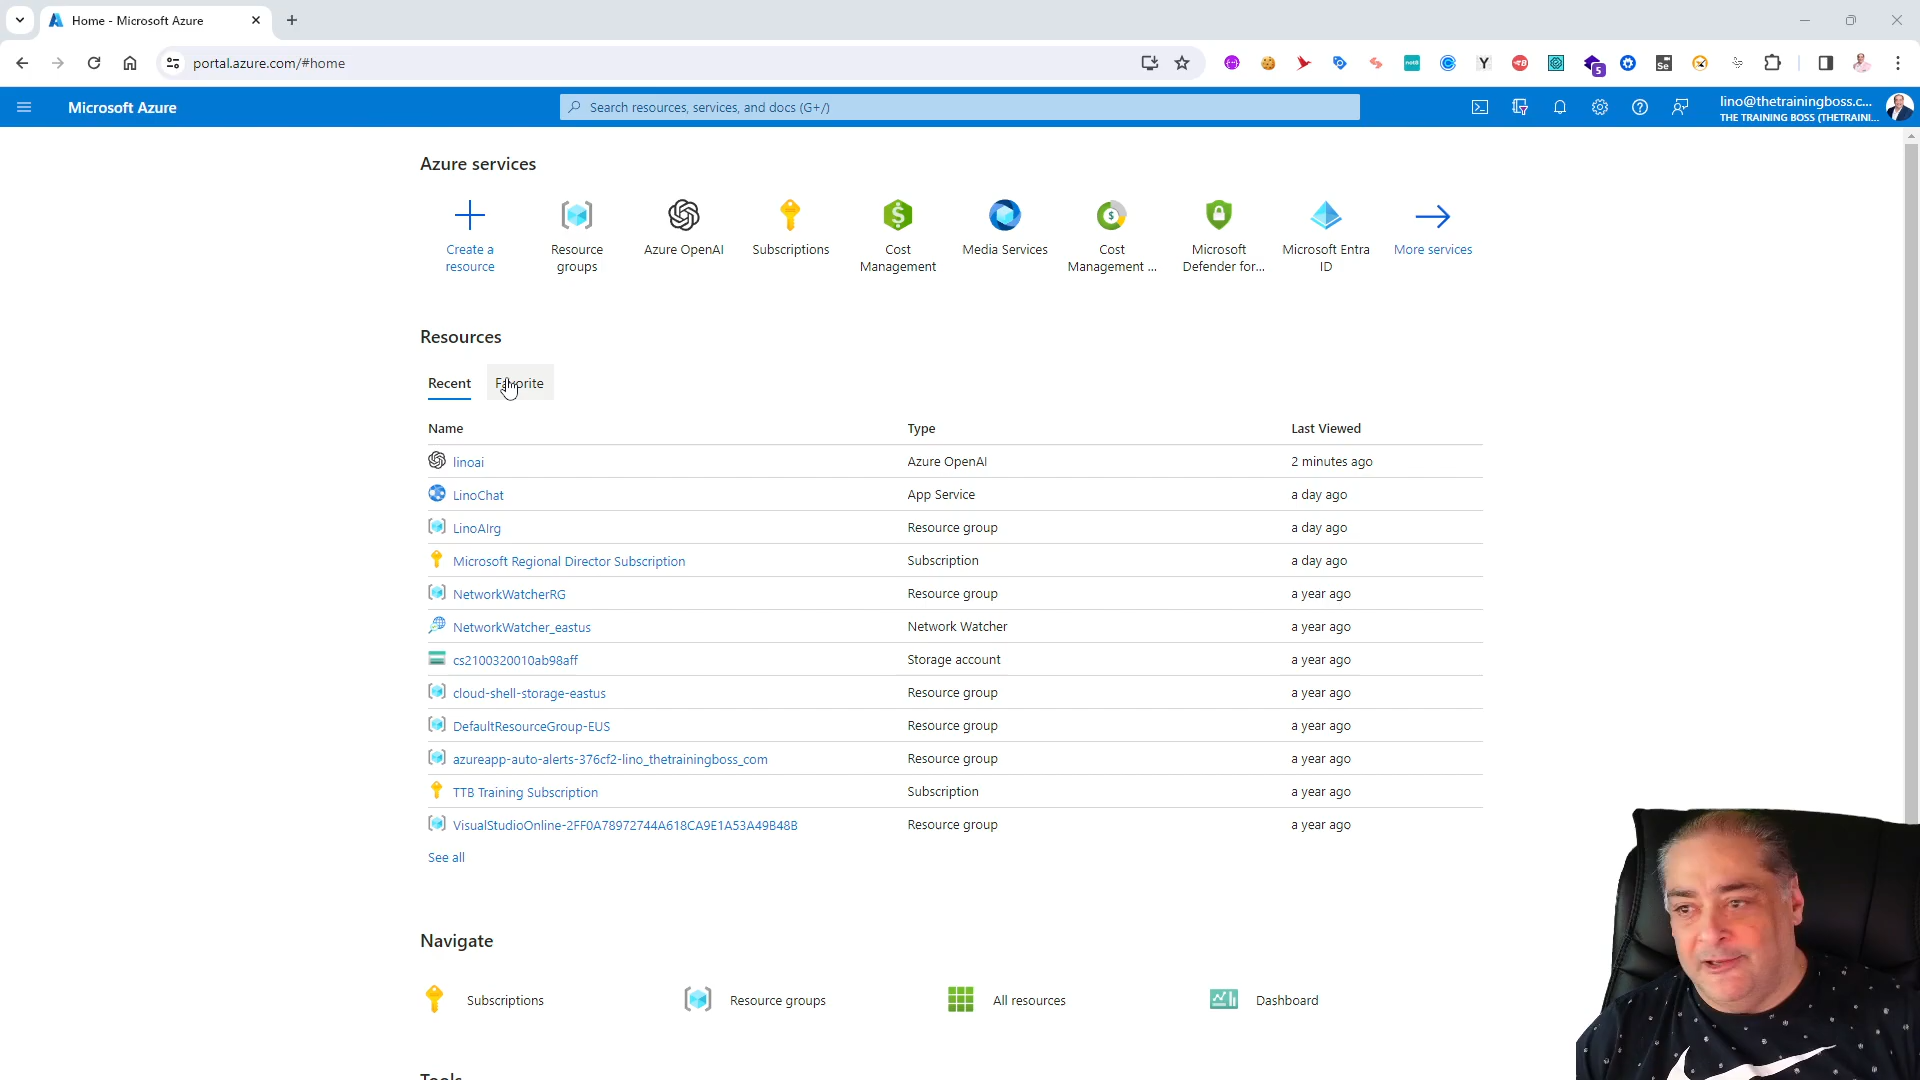 Home - Microsoft Azure
portal.azure.com/#home
Microsoft Azure
Search resources, services, and docs (G+/)
lino@thetrainingboss.c...
THE TRAINING BOSS (THETRAINI...
Azure services
Create a resource
Resource groups
Azure OpenAI
Subscriptions
Cost Management
Media Services
Cost Management ...
Microsoft Defender for...
Microsoft Entra ID
More services
Resources
Recent
Favorite
Name Type Last Viewed
linoai Azure OpenAI 2 minutes ago
LinoChat App Service a day ago
LinoAIrg Resource group a day ago
Microsoft Regional Director Subscription Subscription a day ago
NetworkWatcherRG Resource group a year ago
NetworkWatcher_eastus Network Watcher a year ago
cs2100320010ab98aff Storage account a year ago
cloud-shell-storage-eastus Resource group a year ago
DefaultResourceGroup-EUS Resource group a year ago
azureapp-auto-alerts-376cf2-lino_thetrainingboss_com Resource group a year ago
TTB Training Subscription Subscription a year ago
VisualStudioOnline-2FF0A78972744A618CA9E1A53A49B48B Resource group a year ago
See all
Navigate
Subscriptions
Resource groups
All resources
Dashboard
Tools